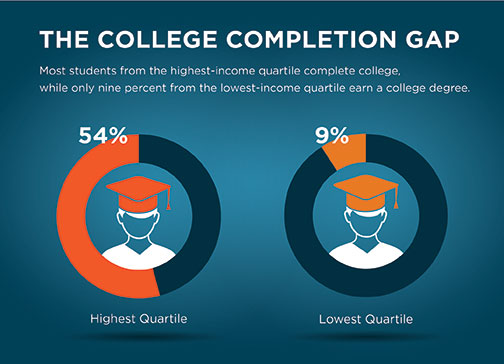 THE COLLEGE COMPLETION GAP
Most students from the highest-income quartile complete college,
while only nine percent from the lowest-income quartile earn a college degree.
54%
9%
Highest Quartile
Lowest Quartile